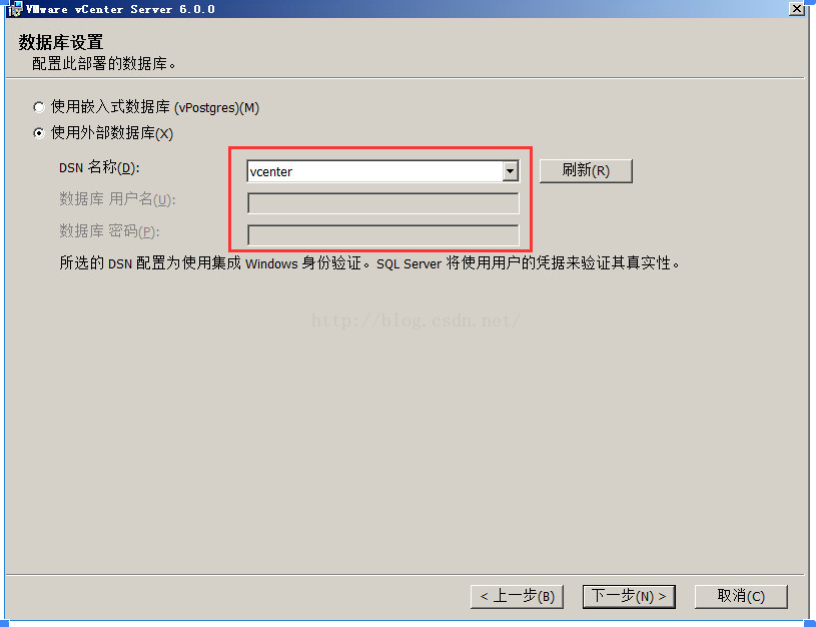 VMware vCenter Server 6.0.0
数据库设置
配置此部署的数据库。
使用嵌入式数据库 (vPostgres)(M)
使用外部数据库(X)
DSN 名称(D):
vcenter
刷新(R)
数据库 用户名(U):
数据库 密码(P):
所选的 DSN 配置为使用集成 Windows 身份验证。SQL Server 将使用用户的凭据来验证其真实性。
http://blog.csdn.net/
< 上一步(B)
下一步(N) >
取消(C)